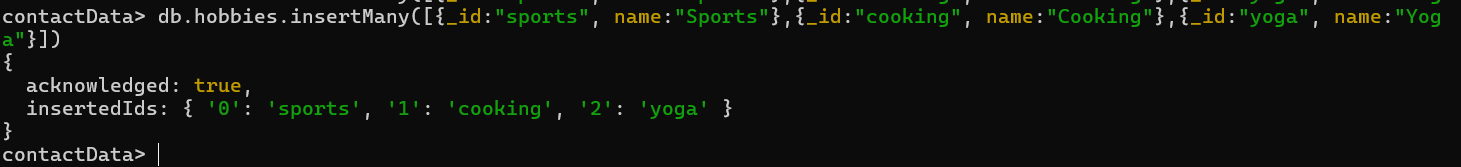 contactData> db.hobbies.insertMany([{_id:"sports", name:"Sports"},{_id:"cooking", name:"Cooking"},{_id:"yoga", name:"Yog
a"}])
{
  acknowledged: true,
  insertedIds: { '0': 'sports', '1': 'cooking', '2': 'yoga' }
}
contactData>